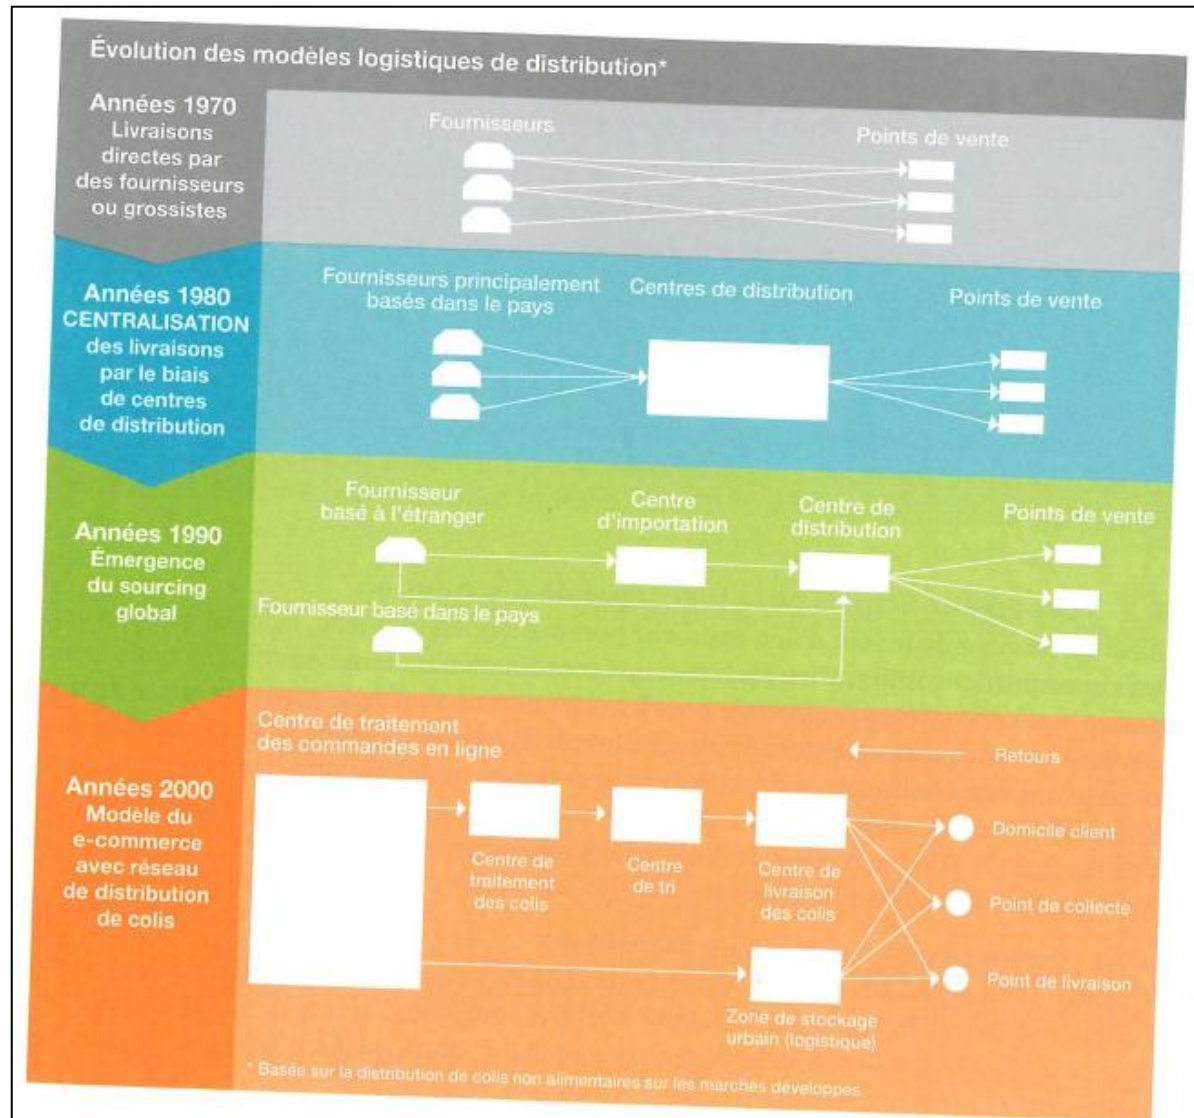 Évolution des modèles logistiques de distribution*
Années 1970
Livraisons
directes par
des fournisseurs
ou grossistes
Fournisseurs
Points de vente
Années 1980
CENTRALISATION
des livraisons
par le biais
de centres
de distribution
Fournisseurs principalement
basés dans le pays
Centres de distribution
Points de vente
Années 1990
Émergence
du sourcing
global
Fournisseur
basé à l'étranger
Centre
d'importation
Centre de
distribution
Points de vente
Fournisseur basé dans le pays
Années 2000
Modèle du
e-commerce
avec réseau
de distribution
de colis
Centre de traitement
des commandes en ligne
Retours
Centre de
traitement
des colis
Centre
de tri
Centre de
livraison
des colis
Domicile client
Point de collecte
Point de livraison
Zone de stockage
urbain (logistique)
* Basée sur la distribution de colis non alimentaires sur les marchés développés